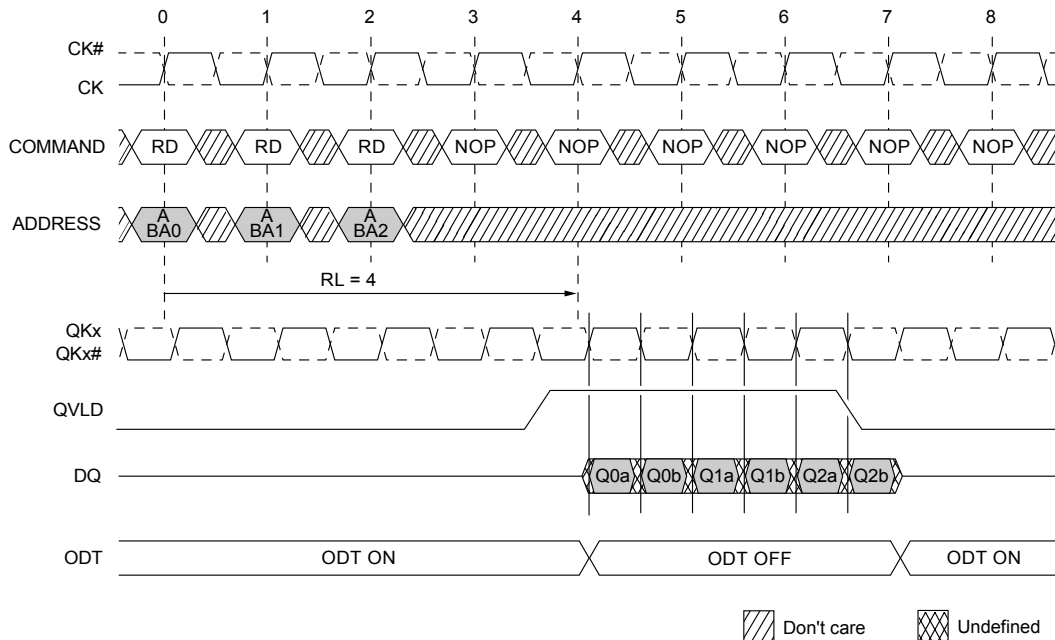 0 1 2 3 4 5 6 7 8
CK#
CK
COMMAND RD RD RD NOP NOP NOP NOP NOP NOP
ADDRESS A BA0 A BA1 A BA2
RL = 4
QKx
QKx#
QVLD
DQ Q0a Q0b Q1a Q1b Q2a Q2b
ODT ODT ON ODT OFF ODT ON
Don't care Undefined